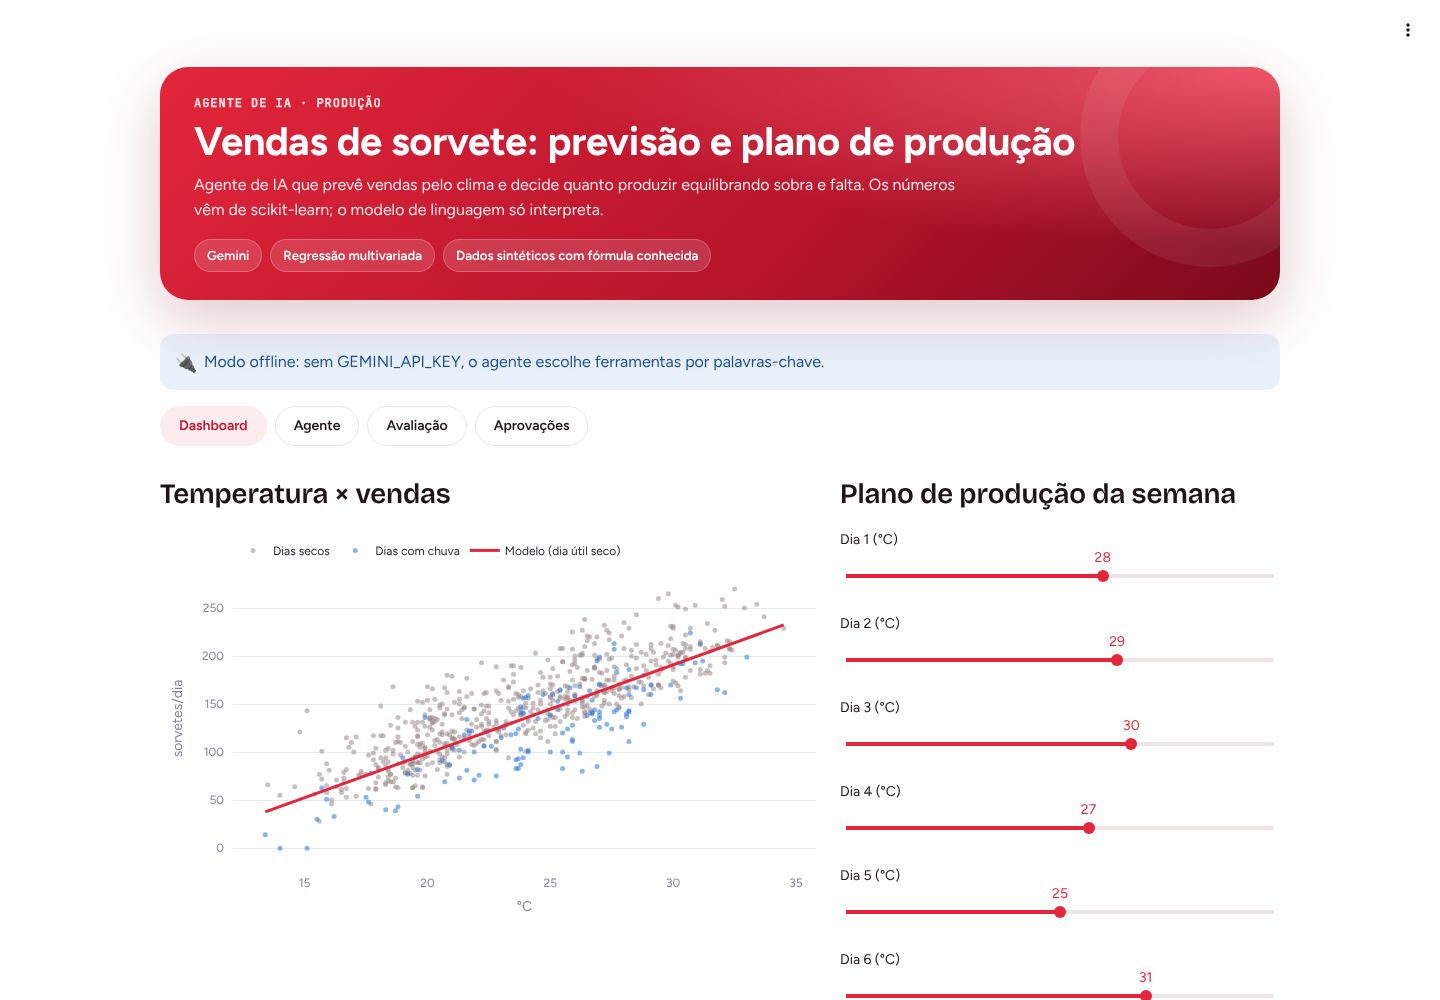 AGENTE DE IA · PRODUÇÃO
Vendas de sorvete: previsão e plano de produção
Agente de IA que prevê vendas pelo clima e decide quanto produzir equilibrando sobra e falta. Os números
vêm de scikit-learn; o modelo de linguagem só interpreta.
Gemini
Regressão multivariada
Dados sintéticos com fórmula conhecida
Modo offline: sem GEMINI_API_KEY, o agente escolhe ferramentas por palavras-chave.
Dashboard
Agente
Avaliação
Aprovações
Temperatura × vendas
Dias secos
Dias com chuva
Modelo (dia útil seco)
250
200
150
100
50
0
sorvetes/dia
15
20
25
30
35
°C
Plano de produção da semana
Dia 1 (°C)
28
Dia 2 (°C)
29
Dia 3 (°C)
30
Dia 4 (°C)
27
Dia 5 (°C)
25
Dia 6 (°C)
31